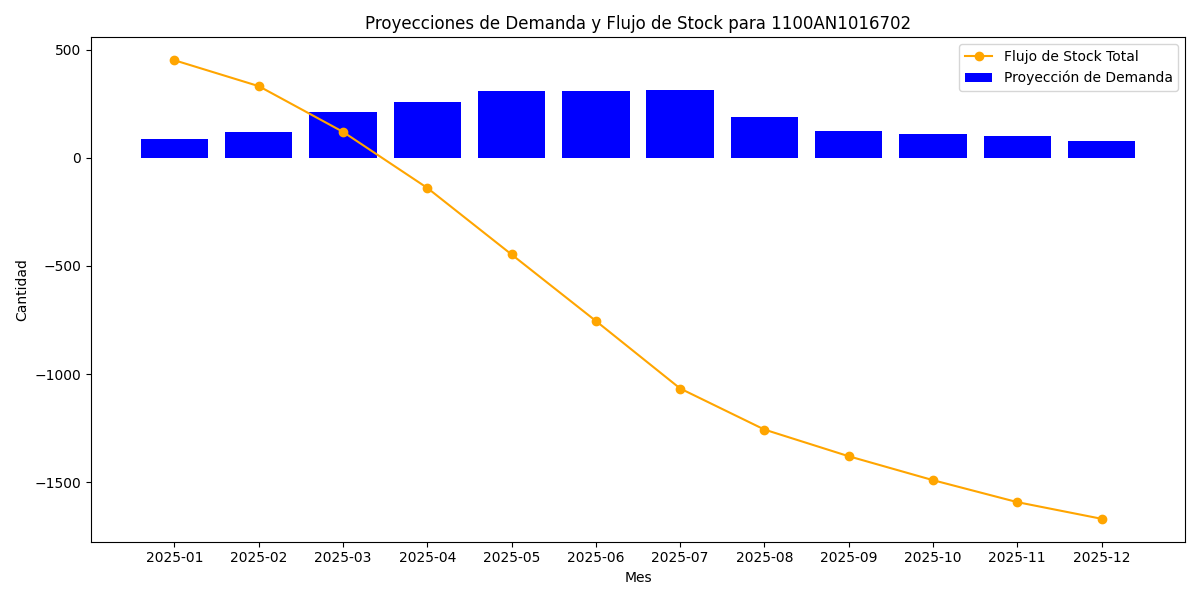 Proyecciones de Demanda y Flujo de Stock para 1100AN1016702
Flujo de Stock Total
Proyección de Demanda
Cantidad
500
0
−500
−1000
−1500
2025-01 2025-02 2025-03 2025-04 2025-05 2025-06 2025-07 2025-08 2025-09 2025-10 2025-11 2025-12
Mes